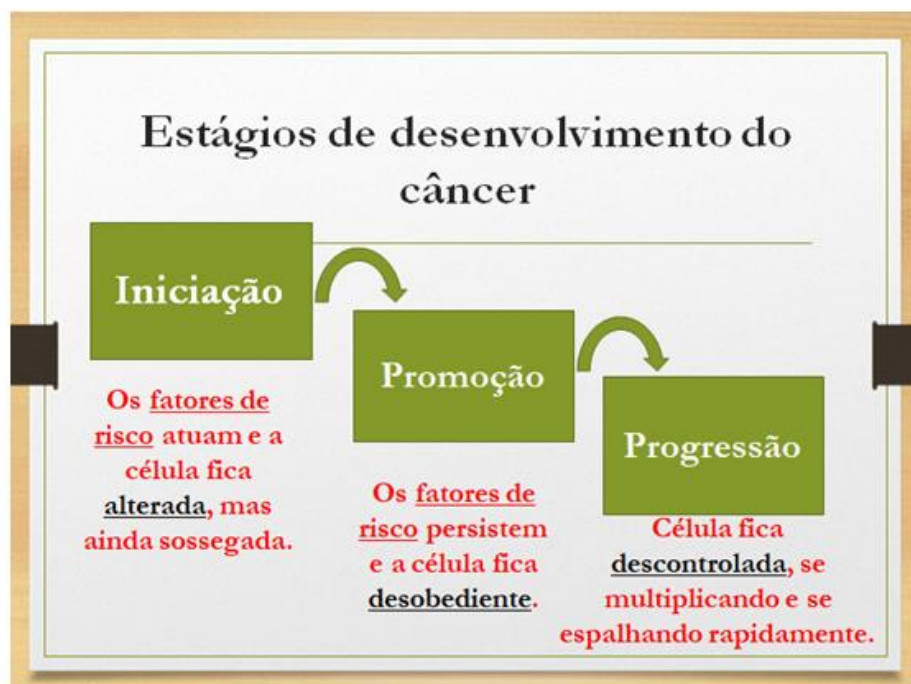 Estágios de desenvolvimento do
câncer
Iniciação
Os fatores de
risco atuam e a
célula fica
alterada, mas
ainda sossegada.
Promoção
Os fatores de
risco persistem
e a célula fica
desobediente.
Progressão
Célula fica
descontrolada, se
multiplicando e se
espalhando rapidamente.